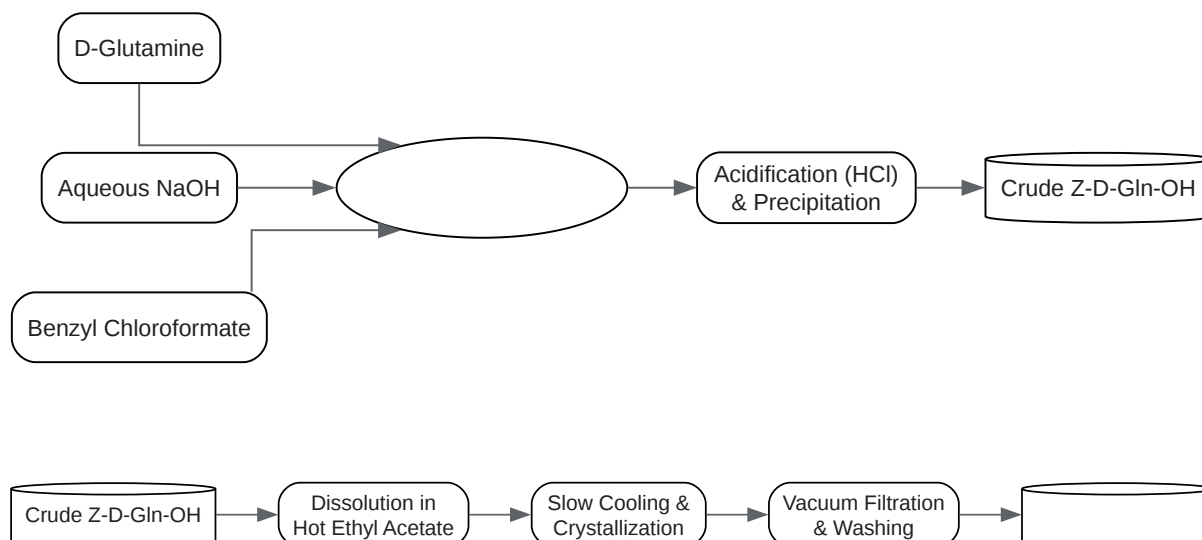 D-Glutamine
Aqueous NaOH
Benzyl Chloroformate
Acidification (HCl)
& Precipitation
Crude Z-D-Gln-OH
Crude Z-D-Gln-OH
Dissolution in
Hot Ethyl Acetate
Slow Cooling &
Crystallization
Vacuum Filtration
& Washing